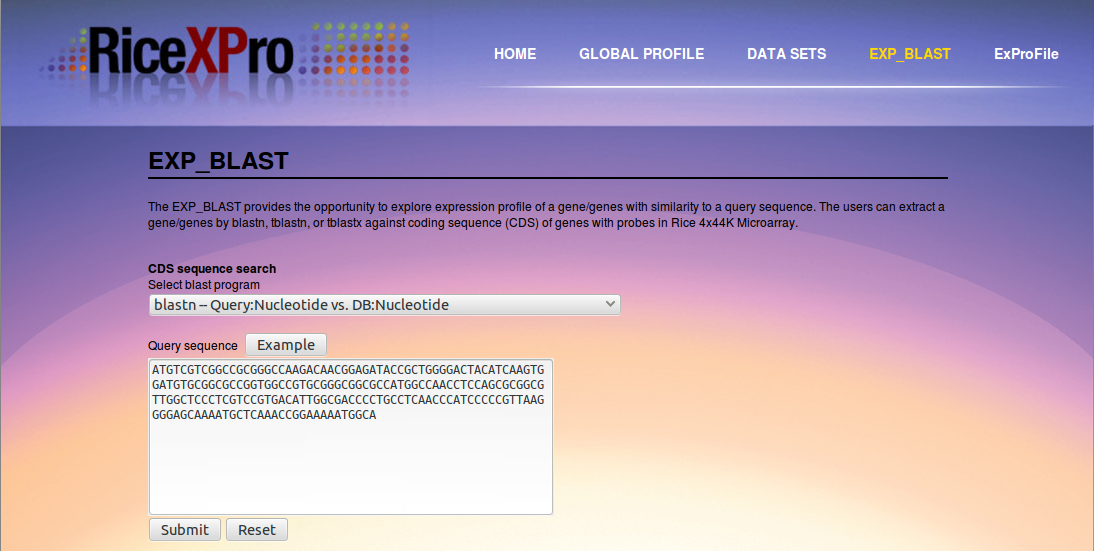 RiceXPro
HOME GLOBAL PROFILE DATA SETS EXP_BLAST ExProFile
EXP_BLAST
The EXP_BLAST provides the opportunity to explore expression profile of a gene/genes with similarity to a query sequence. The users can extract a
gene/genes by blastn, tblastn, or tblastx against coding sequence (CDS) of genes with probes in Rice 4x44K Microarray.
CDS sequence search
Select blast program
blastn -- Query:Nucleotide vs. DB:Nucleotide
Query sequence Example
ATGTCGTCGGCCGCGGGCCAAGACAACGGAGATACCGCTGGGGACTACATCAAGTG
GATGTGCGGCGCCGGTGGCCGTGCGGGCGGCGCCATGGCCAACCTCCAGCGCGGCG
TTGGCTCCCTCGTCCGTGACATTGGCGACCCCTGCCTCAACCCATCCCCCGTTAAG
GGGAGCAAAATGCTCAAACCGGAAAAATGGCA
Submit Reset